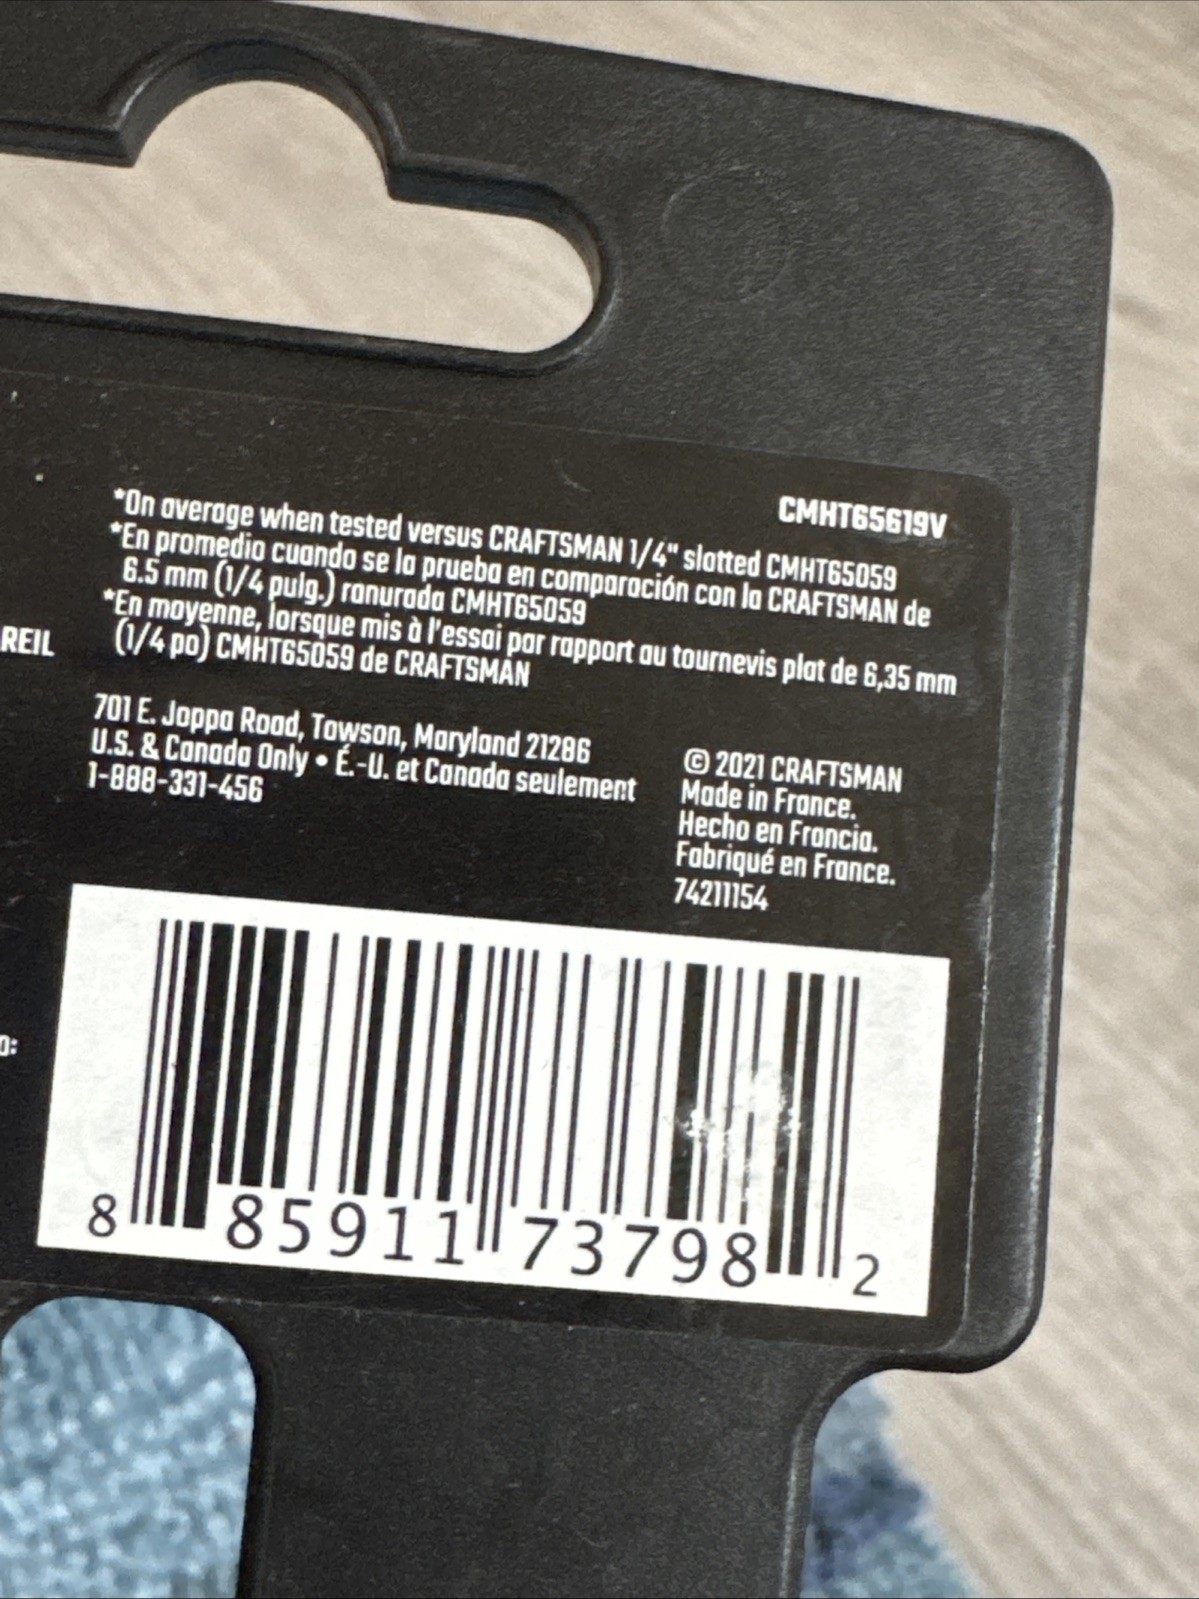 CMHT65619V
*On average when tested versus CRAFTSMAN 1/4" slotted CMHT65059
*En promedio cuando se la prueba en comparación con la CRAFTSMAN de
6.5 mm (1/4 pulg.) ranurada CMHT65059
*En moyenne, lorsque mis à l'essai par rapport au tournevis plat de 6,35 mm
(1/4 po) CMHT65059 de CRAFTSMAN
REIL
701 E. Joppa Road, Towson, Maryland 21286
U.S. & Canada Only • É.-U. et Canada seulement
1-888-331-456
© 2021 CRAFTSMAN
Made in France.
Hecho en Francia.
Fabriqué en France.
74211154
O:
8 85911 73798 2